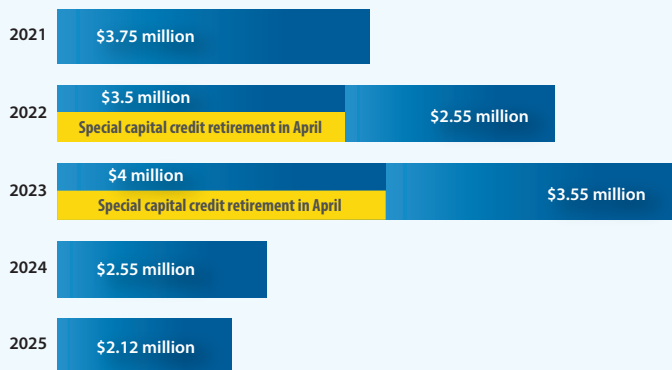 2021
$3.75 million
2022
$3.5 million
Special capital credit retirement in April
$2.55 million
2023
$4 million
Special capital credit retirement in April
$3.55 million
2024
$2.55 million
2025
$2.12 million